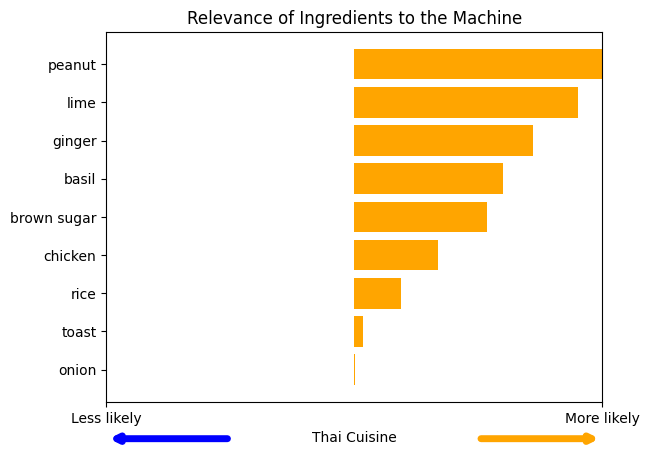 Relevance of Ingredients to the Machine
peanut
lime
ginger
basil
brown sugar
chicken
rice
toast
onion
Less likely
More likely
Thai Cuisine